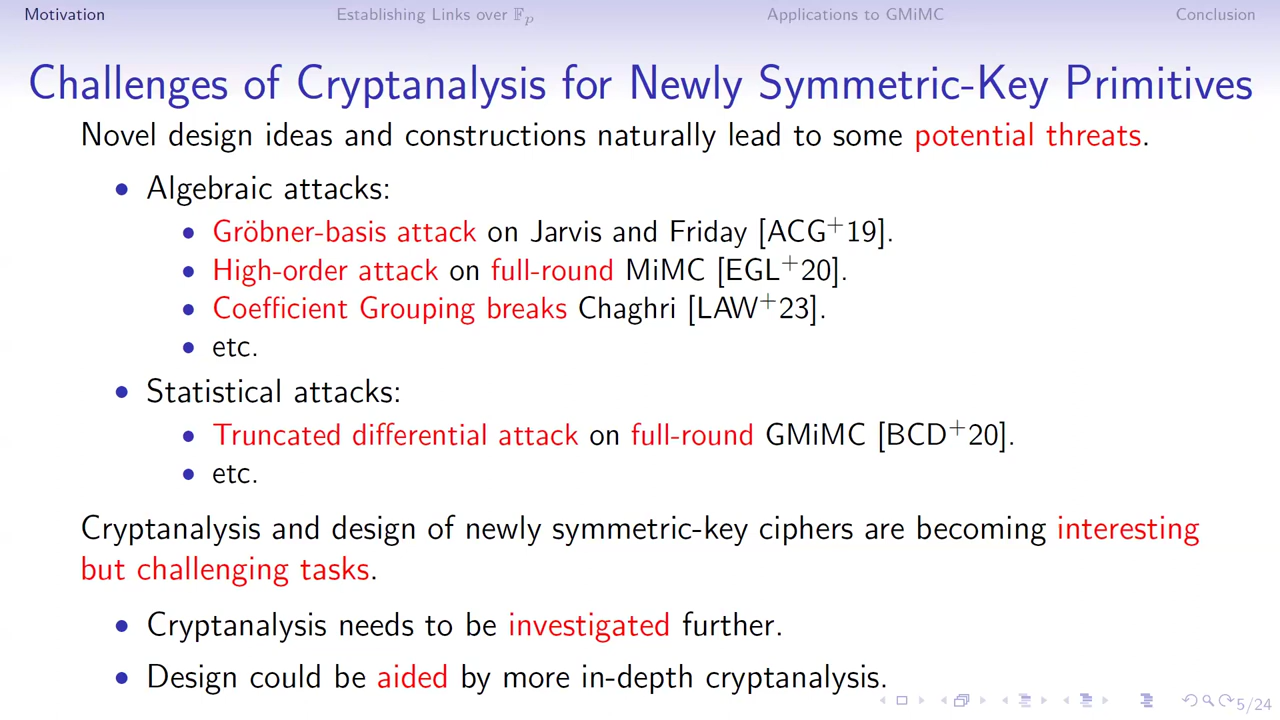 Motivation Establishing Links over 𝔽p Applications to GMiMC Conclusion
Challenges of Cryptanalysis for Newly Symmetric-Key Primitives
Novel design ideas and constructions naturally lead to some potential threats.
• Algebraic attacks:
• Gröbner-basis attack on Jarvis and Friday [ACG+19].
• High-order attack on full-round MiMC [EGL+20].
• Coefficient Grouping breaks Chaghri [LAW+23].
• etc.
• Statistical attacks:
• Truncated differential attack on full-round GMiMC [BCD+20].
• etc.
Cryptanalysis and design of newly symmetric-key ciphers are becoming interesting
but challenging tasks.
• Cryptanalysis needs to be investigated further.
• Design could be aided by more in-depth cryptanalysis.
5/24